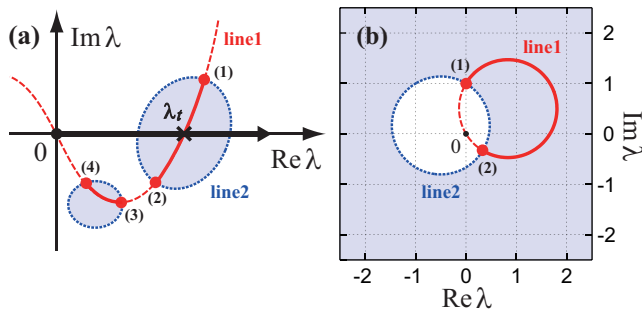 (a)
Im λ
line1
(1)
λt
0
Re λ
(4)
(3)
(2)
line2
(b)
(1)
line1
0
(2)
line2
2
1
0
-1
-2
Im λ
-2 -1 0 1 2
Re λ